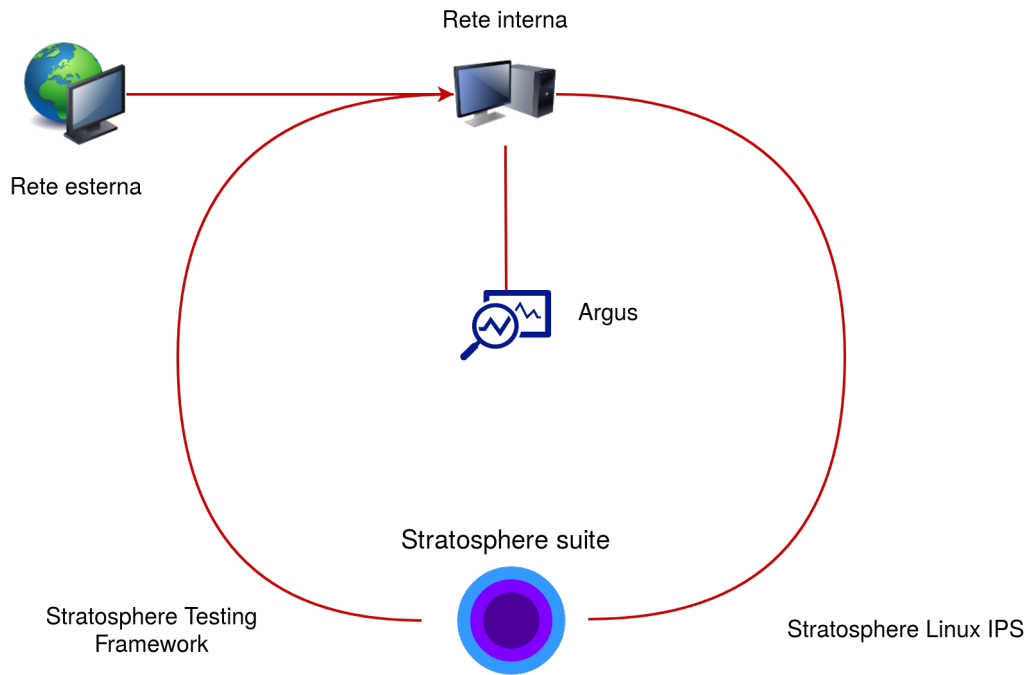 Rete interna
Rete esterna
Argus
Stratosphere suite
Stratosphere Testing
Framework
Stratosphere Linux IPS